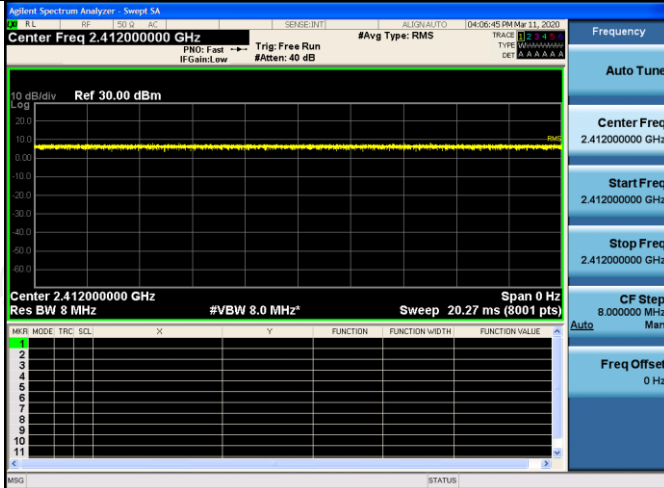 Agilent Spectrum Analyzer - Swept SA
RL RF 50 Ω AC SENSE:INT ALIGN AUTO 04:06:45 PM Mar 11, 2020
Center Freq 2.412000000 GHz #Avg Type: RMS TRACE 1 2 3 4 5 6
PNO: Fast Trig: Free Run TYPE
IFGain:Low #Atten: 40 dB DET A A A A A A
10 dB/div Ref 30.00 dBm
Log
20.0
10.0 RMS
0.00
-10.0
-20.0
-30.0
-40.0
-50.0
-60.0
Center 2.412000000 GHz Span 0 Hz
Res BW 8 MHz #VBW 8.0 MHz* Sweep 20.27 ms (8001 pts)
MKR MODE TRC SCL X Y FUNCTION FUNCTION WIDTH FUNCTION VALUE
1
2
3
4
5
6
7
8
9
10
11
MSG STATUS
Frequency
Auto Tune
Center Freq
2.412000000 GHz
Start Freq
2.412000000 GHz
Stop Freq
2.412000000 GHz
CF Step
8.000000 MHz
Auto Man
Freq Offset
0 Hz